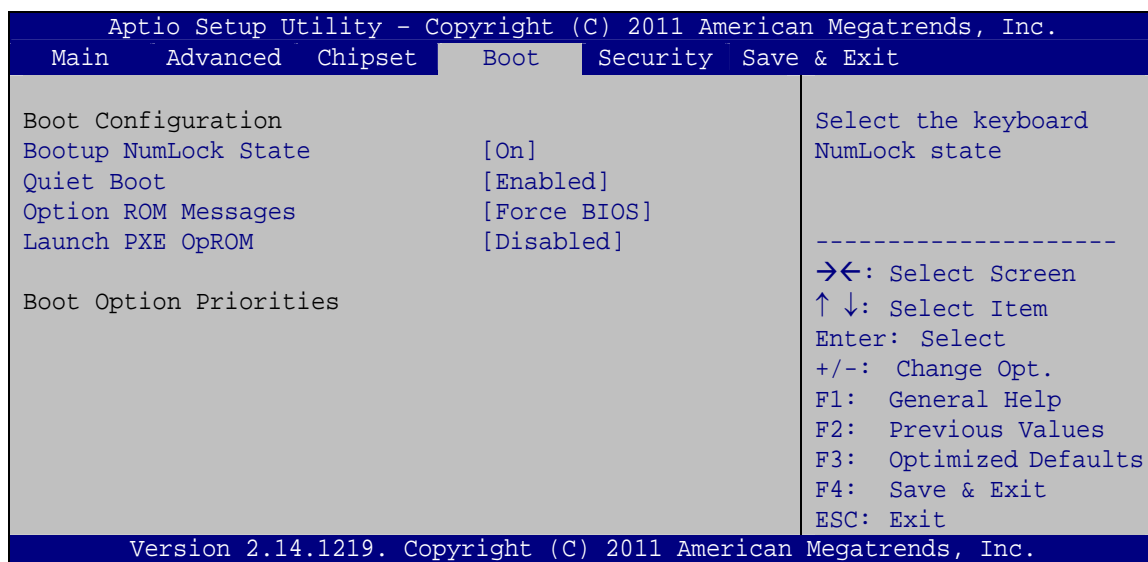 Aptio Setup Utility – Copyright (C) 2011 American Megatrends, Inc.
Main Advanced Chipset Boot Security Save & Exit
Boot Configuration
Bootup NumLock State [On]
Quiet Boot [Enabled]
Option ROM Messages [Force BIOS]
Launch PXE OpROM [Disabled]
Boot Option Priorities
Select the keyboard
NumLock state
---------------------
→←: Select Screen
↑ ↓: Select Item
Enter: Select
+/-: Change Opt.
F1: General Help
F2: Previous Values
F3: Optimized Defaults
F4: Save & Exit
ESC: Exit
Version 2.14.1219. Copyright (C) 2011 American Megatrends, Inc.